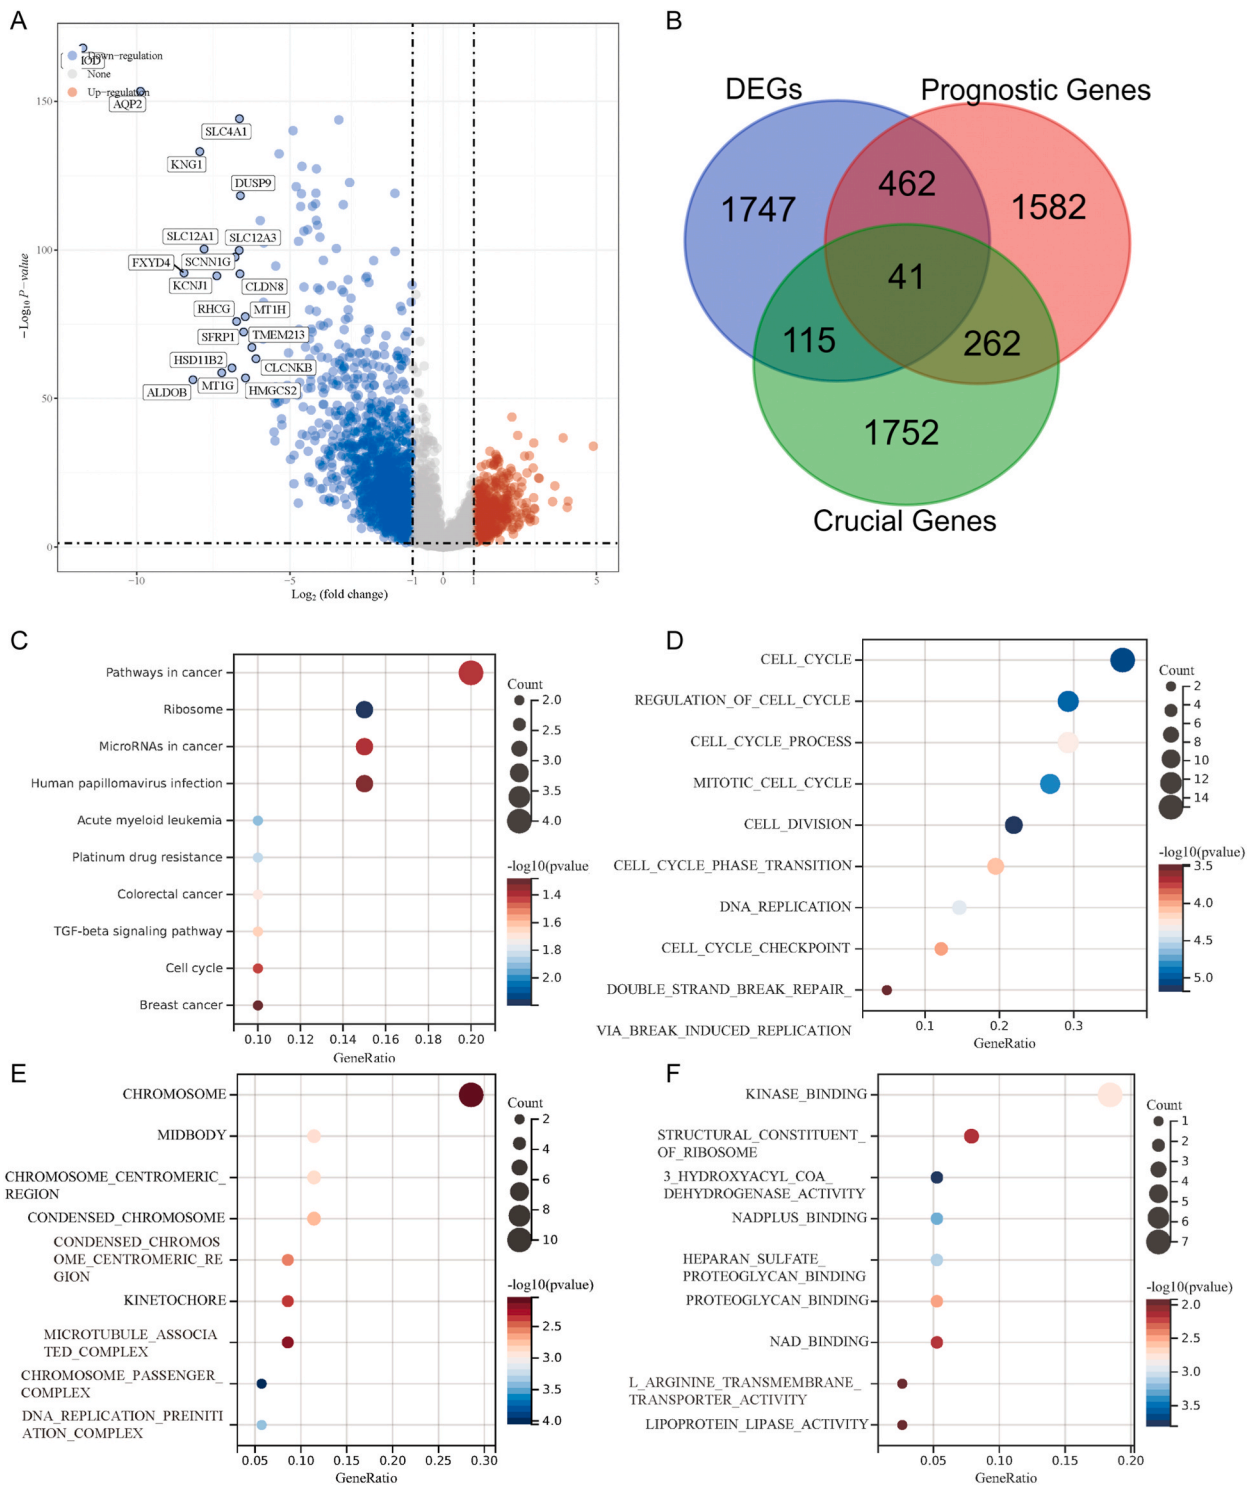 A
Down-regulation
None
Up-regulation
AQP2
SLC4A1
KNG1
DUSP9
SLC12A1
SLC12A3
FXYD4
SCNN1G
KCNJ1
CLDN8
RHCG
MT1H
SFRP1
TMEM213
HSD11B2
CLCNKB
ALDOB
MT1G
HMGCS2
150
100
50
0
-Log10 P-value
-10
-5
-1
0
1
5
Log2 (fold change)
B
DEGs
Prognostic Genes
1747
462
1582
41
115
262
1752
Crucial Genes
C
Pathways in cancer
Ribosome
MicroRNAs in cancer
Human papillomavirus infection
Acute myeloid leukemia
Platinum drug resistance
Colorectal cancer
TGF-beta signaling pathway
Cell cycle
Breast cancer
0.10 0.12 0.14 0.16 0.18 0.20
GeneRatio
Count
2.0
2.5
3.0
3.5
4.0
-log10(pvalue
1.4
1.6
1.8
2.0
D
CELL_CYCLE
REGULATION_OF_CELL_CYCLE
CELL_CYCLE_PROCESS
MITOTIC_CELL_CYCLE
CELL_DIVISION
CELL_CYCLE_PHASE_TRANSITION
DNA_REPLICATION
CELL_CYCLE_CHECKPOINT
DOUBLE_STRAND_BREAK_REPAIR_
VIA_BREAK_INDUCED_REPLICATION
0.1 0.2 0.3
GeneRatio
Count
2
4
6
8
10
12
14
-log10(pvalue)
3.5
4.0
4.5
5.0
E
CHROMOSOME
MIDBODY
CHROMOSOME_CENTROMERIC_
REGION
CONDENSED_CHROMOSOME
CONDENSED_CHROMOS
OME_CENTROMERIC_RE
GION
KINETOCHORE
MICROTUBULE_ASSOCIA
TED_COMPLEX
CHROMOSOME_PASSENGER_
COMPLEX
DNA_REPLICATION_PREINITI
ATION_COMPLEX
0.05 0.10 0.15 0.20 0.25 0.30
GeneRatio
Count
2
4
6
8
10
-log10(pvalue)
2.5
3.0
3.5
4.0
F
KINASE_BINDING
STRUCTURAL_CONSTITUENT_
OF_RIBOSOME
3_HYDROXYACYL_COA_
DEHYDROGENASE_ACTIVITY
NADPLUS_BINDING
HEPARAN_SULFATE_
PROTEOGLYCAN_BINDING
PROTEOGLYCAN_BINDING
NAD_BINDING
L_ARGININE_TRANSMEMBRANE_
TRANSPORTER_ACTIVITY
LIPOPROTEIN_LIPASE_ACTIVITY
0.05 0.10 0.15 0.20
GeneRatio
Count
1
2
3
4
5
6
7
-log10(pvalue)
2.0
2.5
3.0
3.5